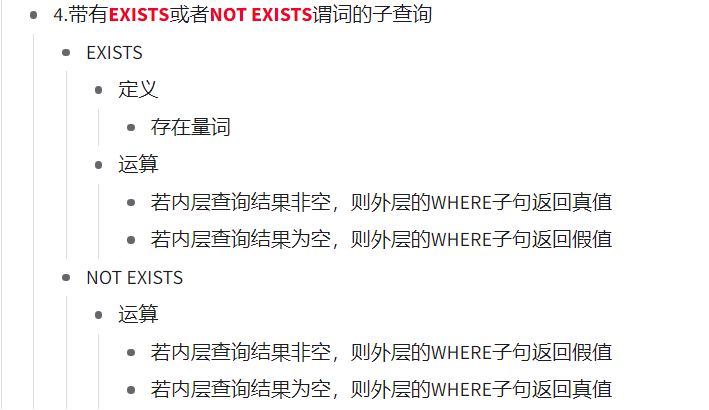 4.带有EXISTS或者NOT EXISTS谓词的子查询
EXISTS
定义
存在量词
运算
若内层查询结果非空，则外层的WHERE子句返回真值
若内层查询结果为空，则外层的WHERE子句返回假值
NOT EXISTS
运算
若内层查询结果非空，则外层的WHERE子句返回假值
若内层查询结果为空，则外层的WHERE子句返回真值